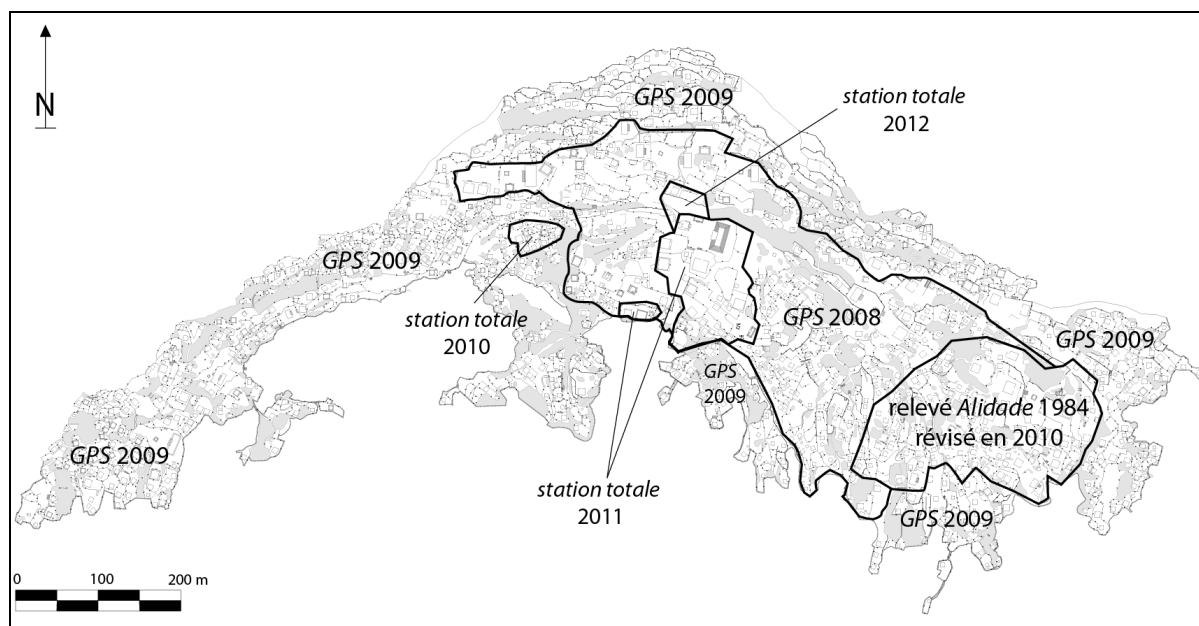 N
GPS 2009
station totale
2012
GPS 2009
station totale
2010
GPS 2008
GPS 2009
GPS
2009
relevé Alidade 1984
révisé en 2010
GPS 2009
station totale
2011
GPS 2009
0 100 200 m